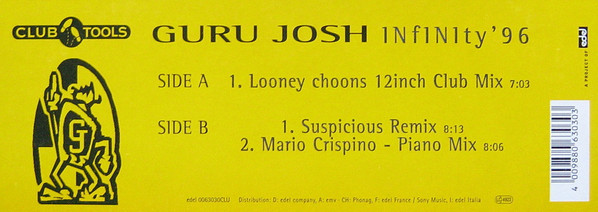 CLUB TOOLS
GURU JOSH INfINIty'96
A PROJECT OF
edel
SIDE A 1. Looney choons 12inch Club Mix 7:03
SIDE B 1. Suspicious Remix 8:13
2. Mario Crispino - Piano Mix 8:06
GJ
4 009880 630303
edel 0063030CLU Distribution: D: edel company, A: emv · CH: Phonag, F: edel France / Sony Music, I: edel Italia